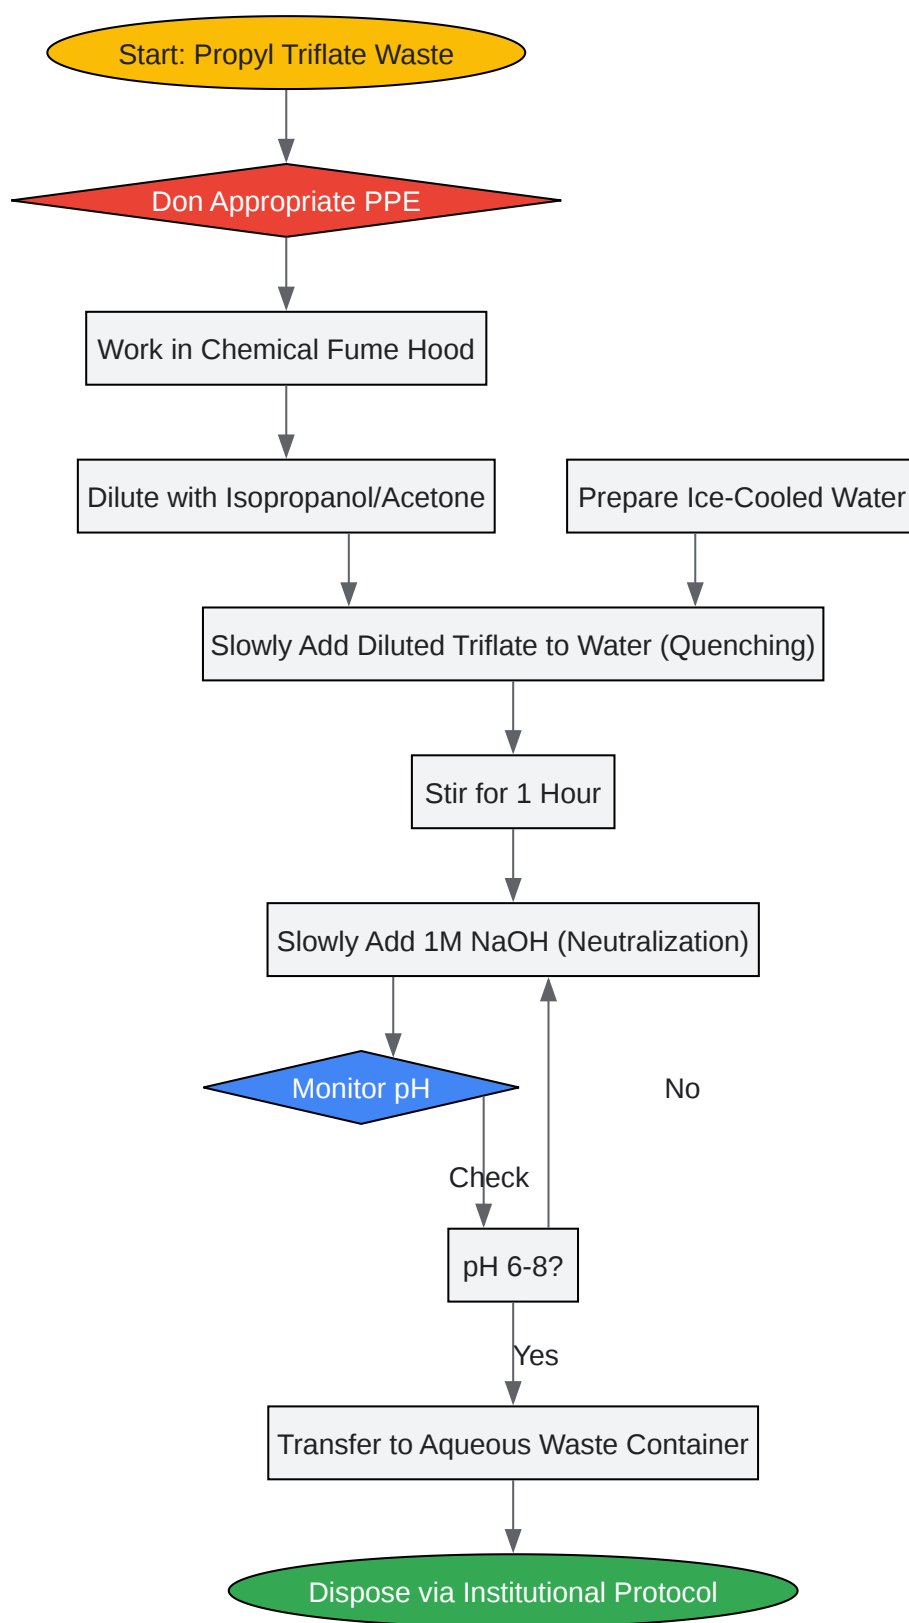 Start: Propyl Triflate Waste
Don Appropriate PPE
Work in Chemical Fume Hood
Dilute with Isopropanol/Acetone
Prepare Ice-Cooled Water
Slowly Add Diluted Triflate to Water (Quenching)
Stir for 1 Hour
Slowly Add 1M NaOH (Neutralization)
Monitor pH
No
Check
pH 6-8?
Yes
Transfer to Aqueous Waste Container
Dispose via Institutional Protocol